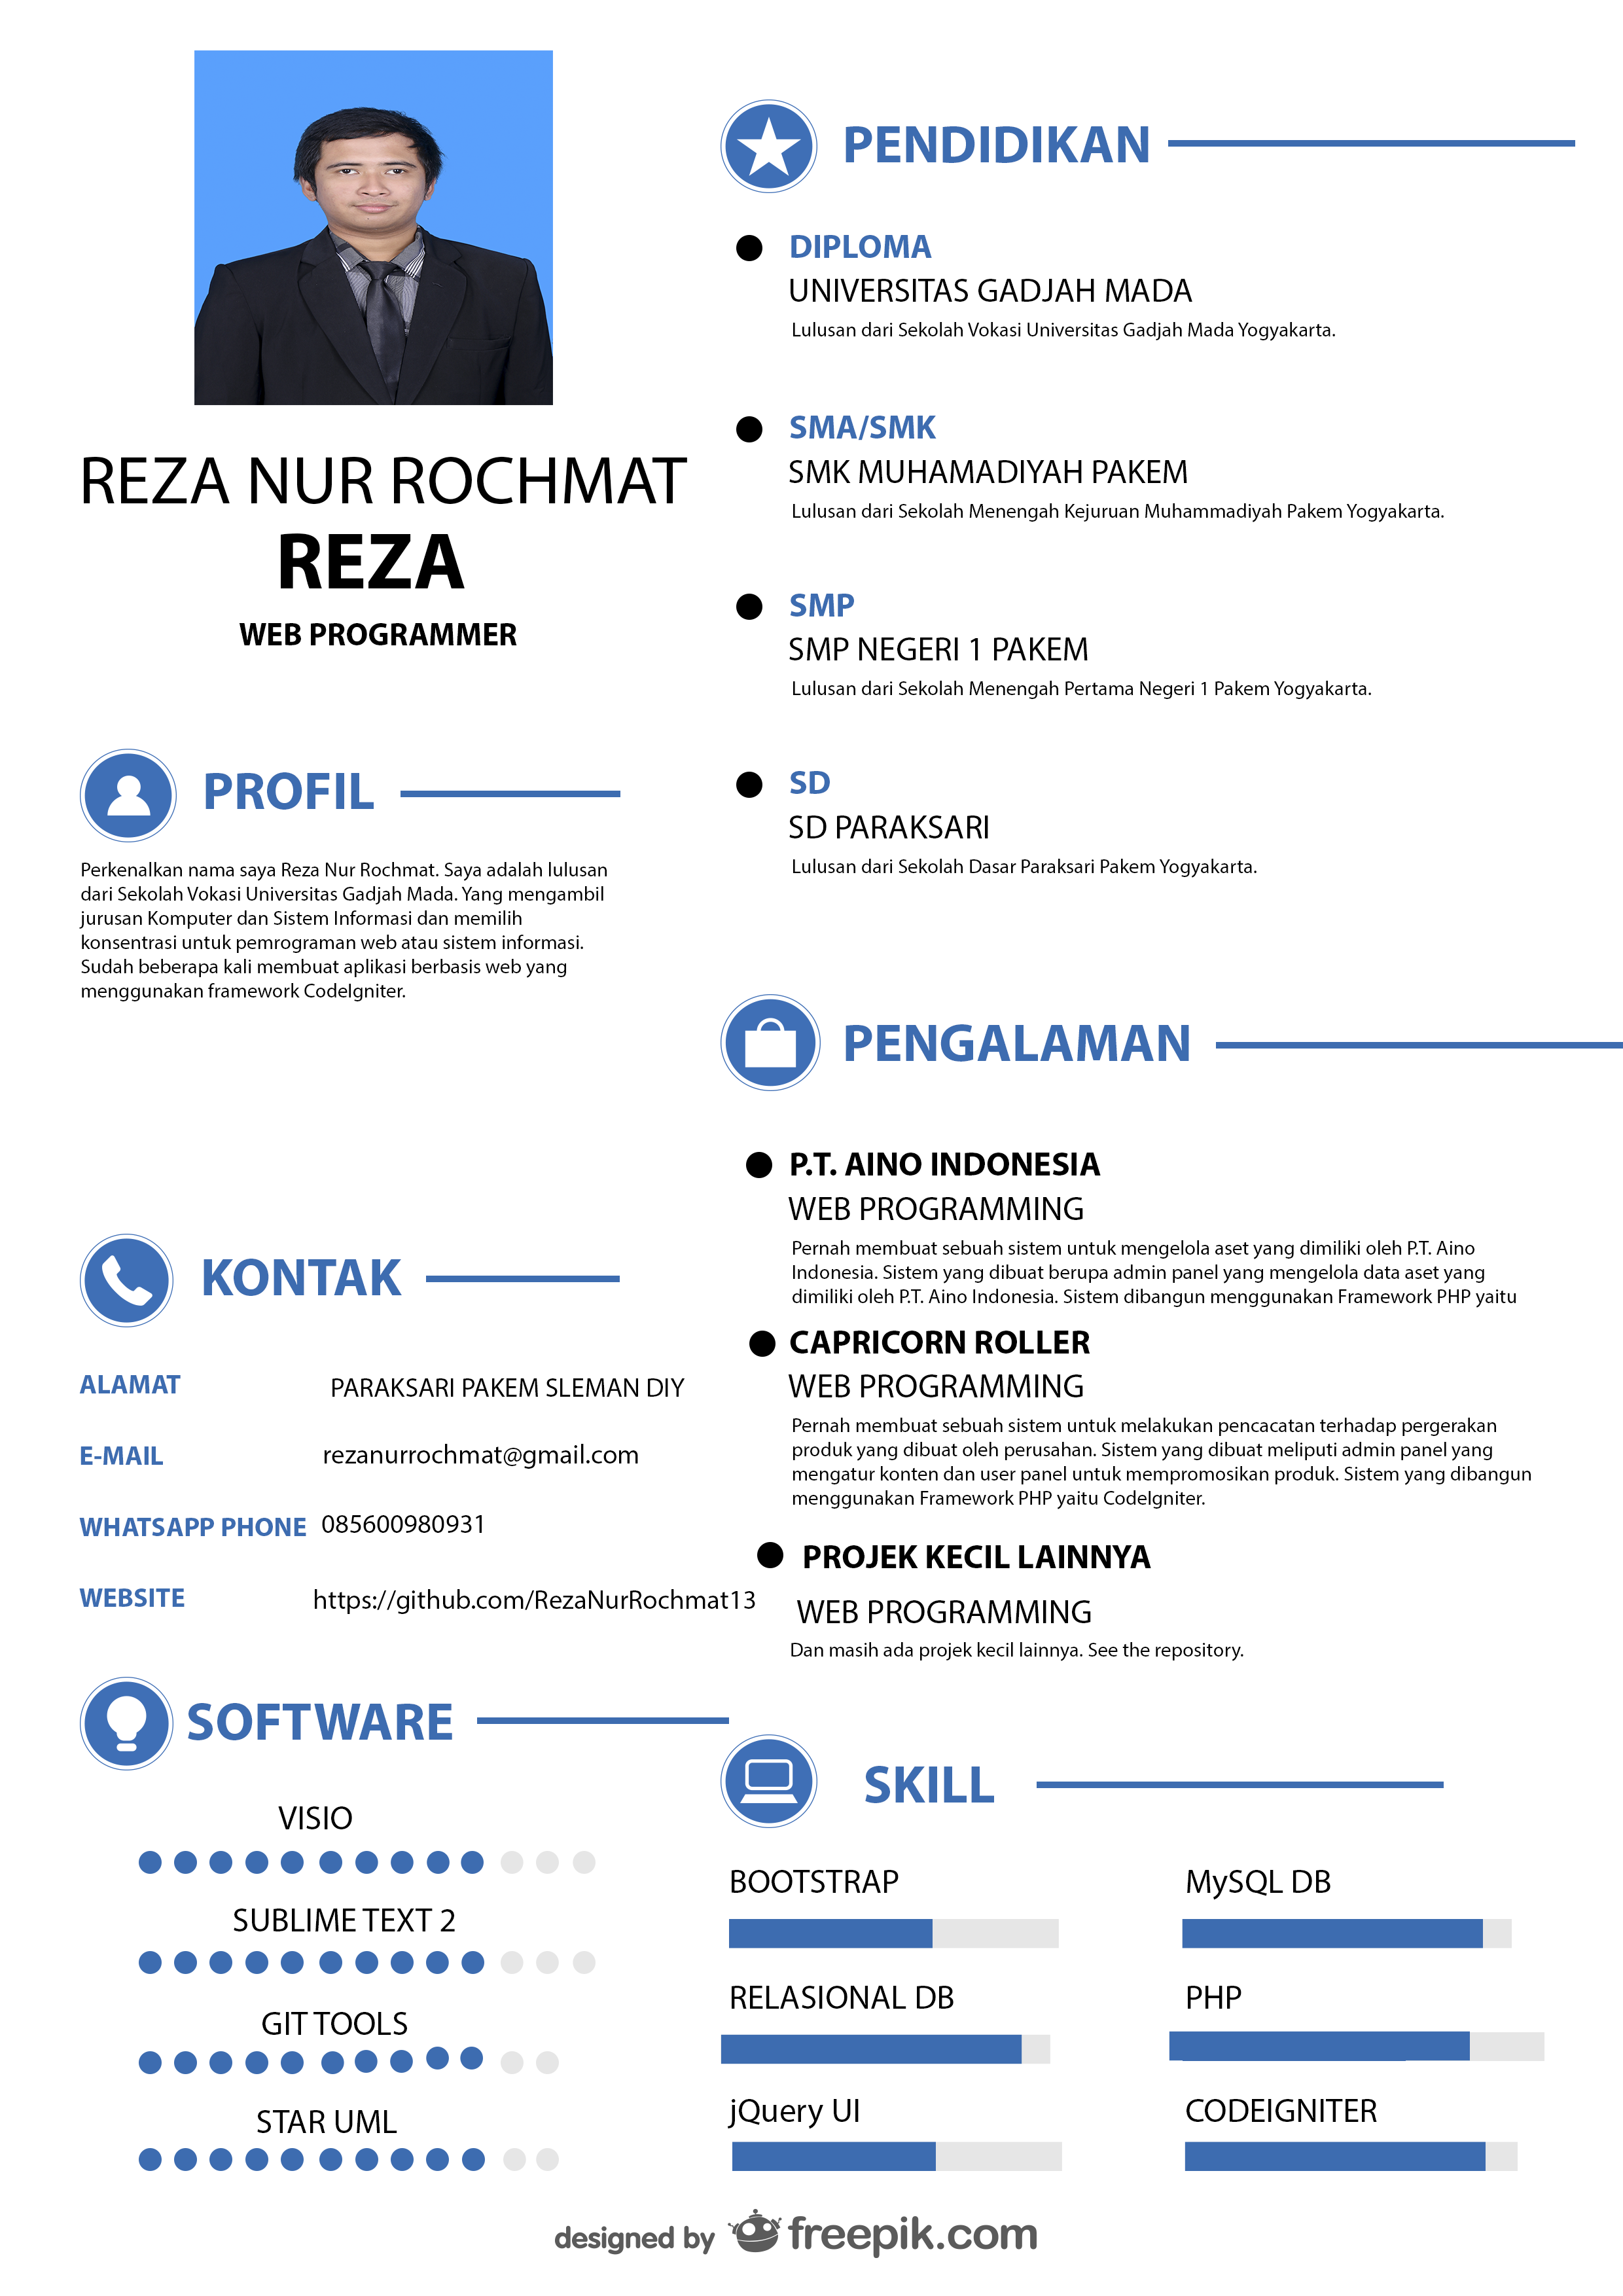 REZA NUR ROCHMAT
REZA
WEB PROGRAMMER
PROFIL
Perkenalkan nama saya Reza Nur Rochmat. Saya adalah lulusan
dari Sekolah Vokasi Universitas Gadjah Mada. Yang mengambil
jurusan Komputer dan Sistem Informasi dan memilih
konsentrasi untuk pemrograman web atau sistem informasi.
Sudah beberapa kali membuat aplikasi berbasis web yang
menggunakan framework CodeIgniter.
KONTAK
ALAMAT PARAKSARI PAKEM SLEMAN DIY
E-MAIL rezanurrochmat@gmail.com
WHATSAPP PHONE 085600980931
WEBSITE https://github.com/RezaNurRochmat13
SOFTWARE
VISIO
SUBLIME TEXT 2
GIT TOOLS
STAR UML
PENDIDIKAN
DIPLOMA
UNIVERSITAS GADJAH MADA
Lulusan dari Sekolah Vokasi Universitas Gadjah Mada Yogyakarta.
SMA/SMK
SMK MUHAMADIYAH PAKEM
Lulusan dari Sekolah Menengah Kejuruan Muhammadiyah Pakem Yogyakarta.
SMP
SMP NEGERI 1 PAKEM
Lulusan dari Sekolah Menengah Pertama Negeri 1 Pakem Yogyakarta.
SD
SD PARAKSARI
Lulusan dari Sekolah Dasar Paraksari Pakem Yogyakarta.
PENGALAMAN
P.T. AINO INDONESIA
WEB PROGRAMMING
Pernah membuat sebuah sistem untuk mengelola aset yang dimiliki oleh P.T. Aino
Indonesia. Sistem yang dibuat berupa admin panel yang mengelola data aset yang
dimiliki oleh P.T. Aino Indonesia. Sistem dibangun menggunakan Framework PHP yaitu
CAPRICORN ROLLER
WEB PROGRAMMING
Pernah membuat sebuah sistem untuk melakukan pencacatan terhadap pergerakan
produk yang dibuat oleh perusahan. Sistem yang dibuat meliputi admin panel yang
mengatur konten dan user panel untuk mempromosikan produk. Sistem yang dibangun
menggunakan Framework PHP yaitu CodeIgniter.
PROJEK KECIL LAINNYA
WEB PROGRAMMING
Dan masih ada projek kecil lainnya. See the repository.
SKILL
BOOTSTRAP MySQL DB
RELASIONAL DB PHP
jQuery UI CODEIGNITER
designed by freepik.com